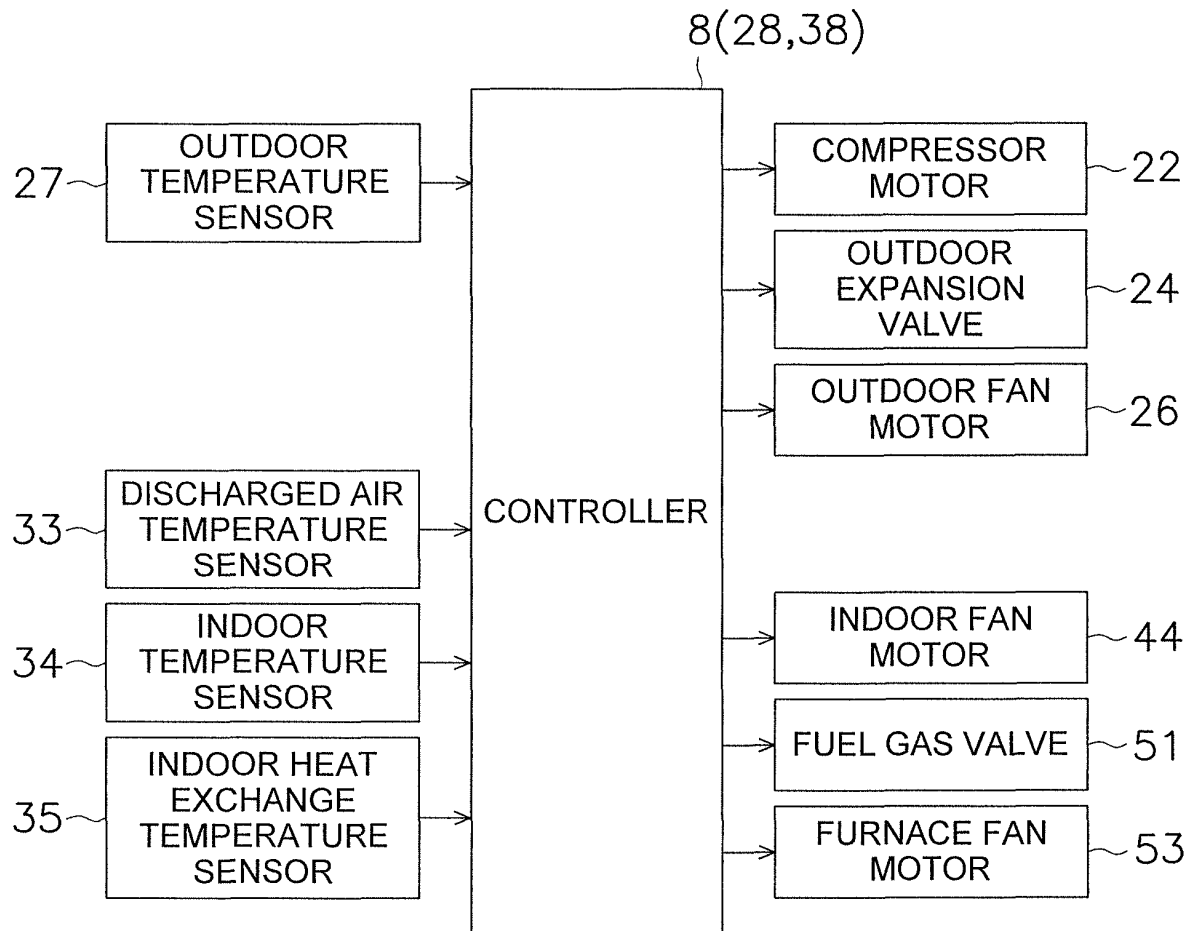 8(28,38)
27
OUTDOOR
TEMPERATURE
SENSOR
33
DISCHARGED AIR
TEMPERATURE
SENSOR
34
INDOOR
TEMPERATURE
SENSOR
35
INDOOR HEAT
EXCHANGE
TEMPERATURE
SENSOR
CONTROLLER
COMPRESSOR
MOTOR
22
OUTDOOR
EXPANSION
VALVE
24
OUTDOOR FAN
MOTOR
26
INDOOR FAN
MOTOR
44
FUEL GAS VALVE
51
FURNACE FAN
MOTOR
53